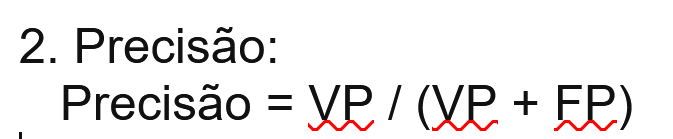 2. Precisão:
Precisão = VP / (VP + FP)